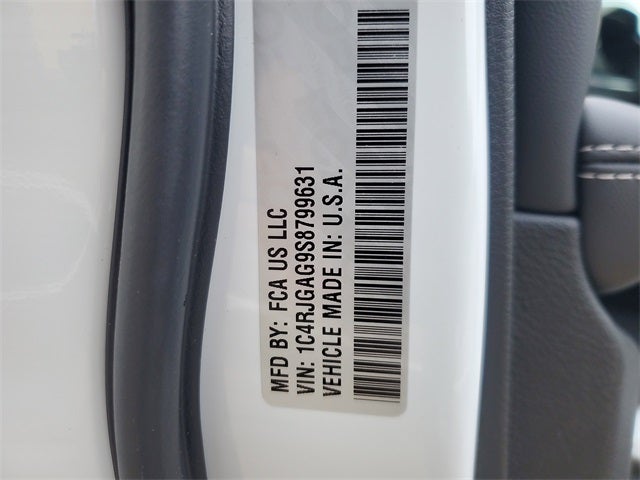 MFD BY: FCA US LLC
VIN: 1C4RJGAG9S8799631
VEHICLE MADE IN: U.S.A.